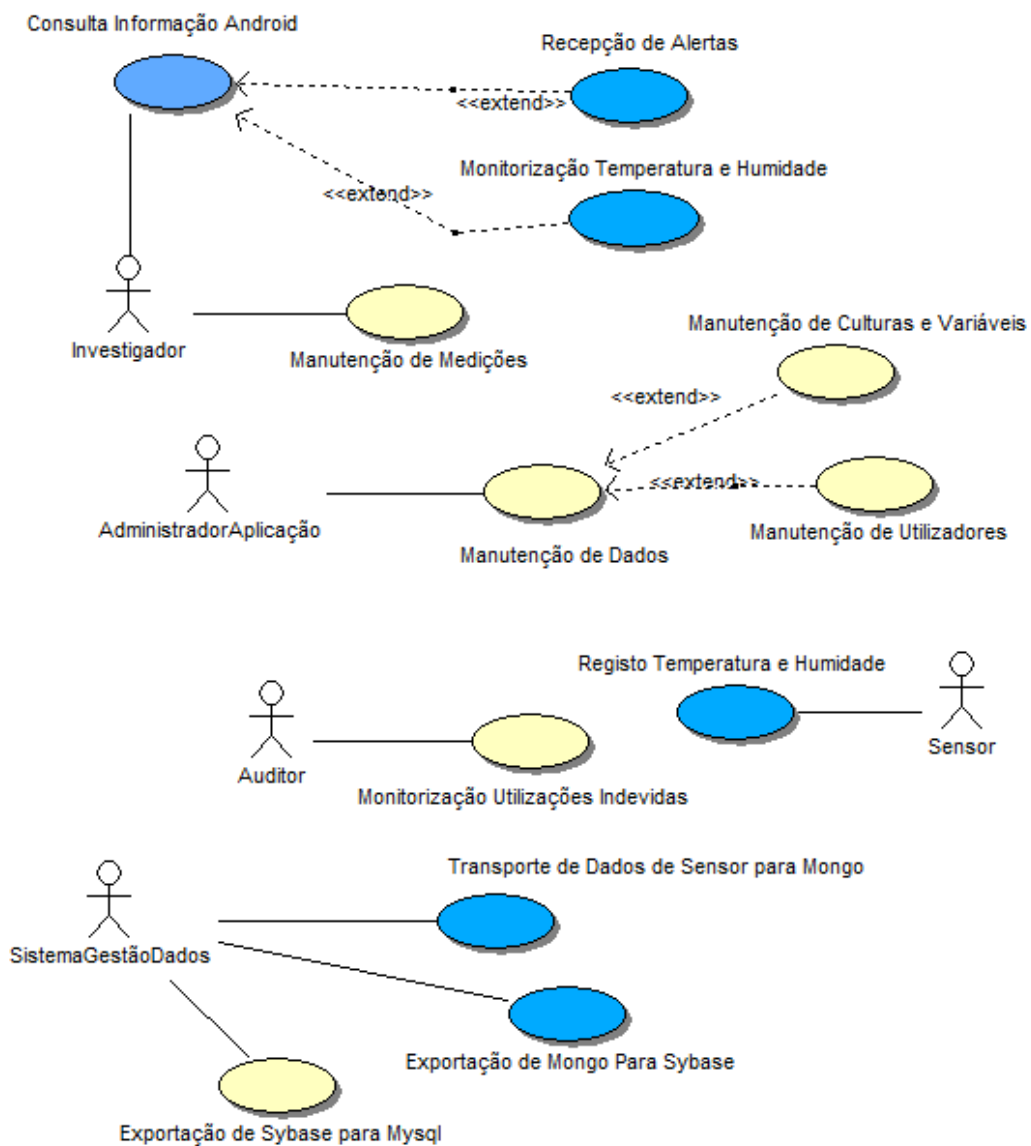 Consulta Informação Android
Recepção de Alertas
<<extend>>
Monitorização Temperatura e Humidade
<<extend>>
Investigador
Manutenção de Medições
Manutenção de Culturas e Variáveis
<<extend>>
<<extend>>
AdministradorAplicação
Manutenção de Dados
Manutenção de Utilizadores
Registo Temperatura e Humidade
Sensor
Auditor
Monitorização Utilizações Indevidas
Transporte de Dados de Sensor para Mongo
SistemaGestãoDados
Exportação de Mongo Para Sybase
Exportação de Sybase para Mysql